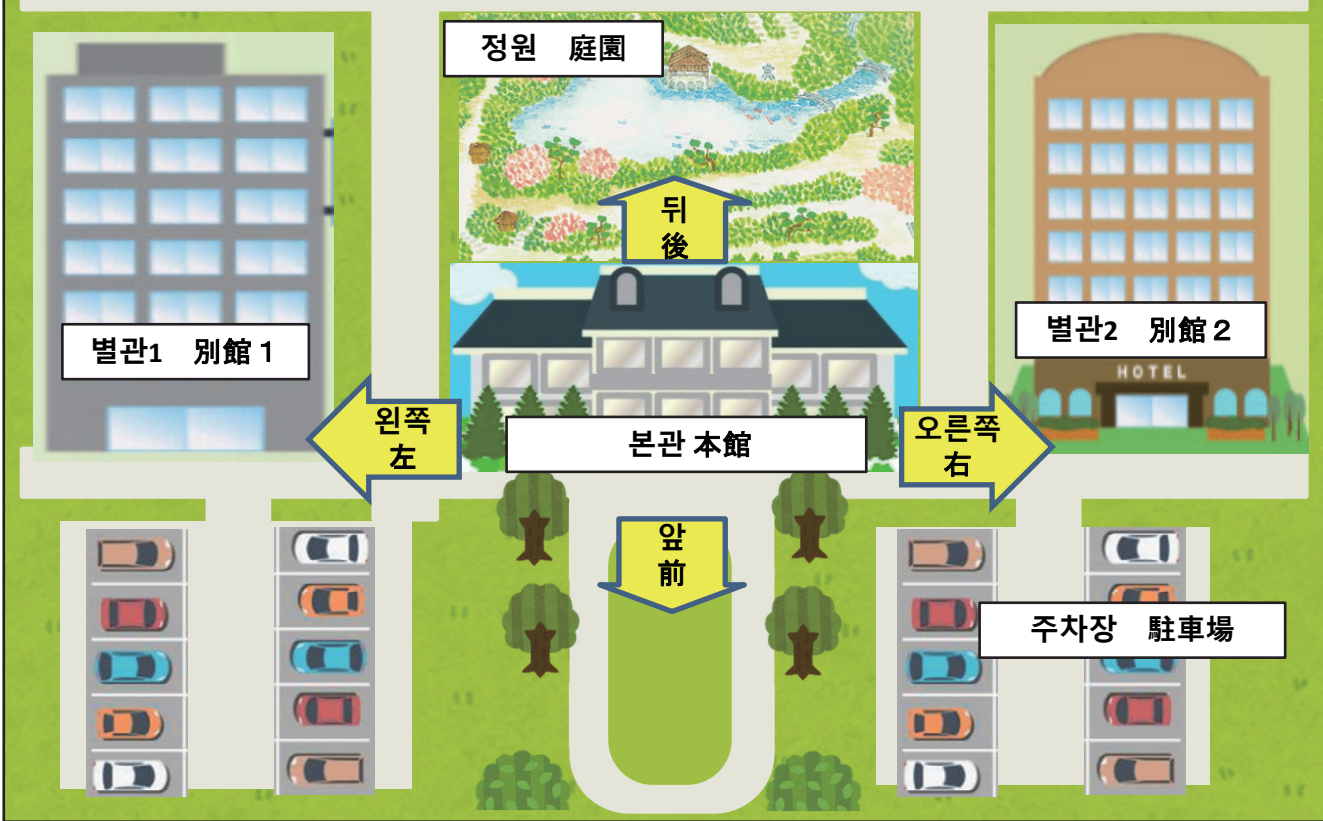 정원　庭園
뒤
後
별관1　別館１
별관2　別館２
HOTEL
왼쪽
左
본관 本館
오른쪽
右
앞
前
주차장　駐車場